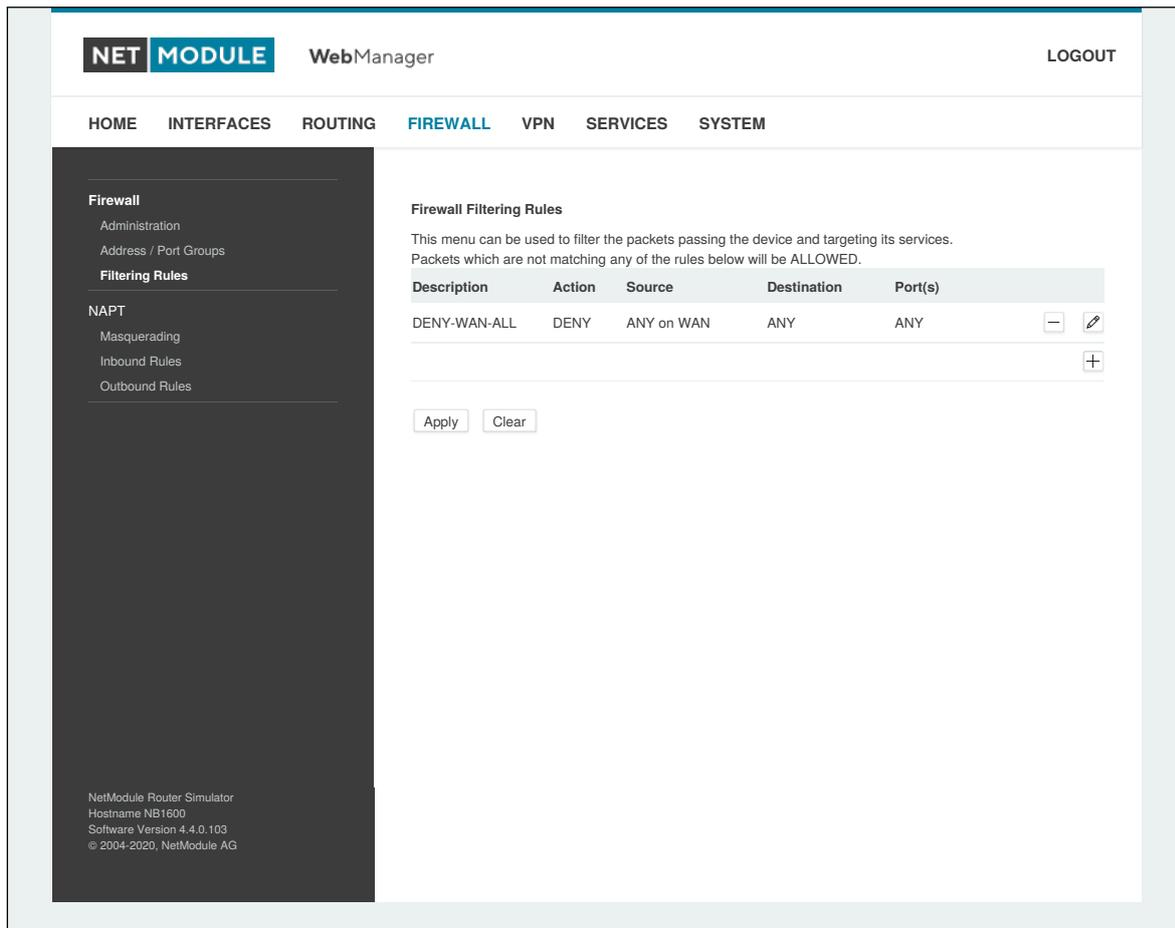 NET MODULE WebManager LOGOUT
HOME INTERFACES ROUTING FIREWALL VPN SERVICES SYSTEM
Firewall
Administration
Address / Port Groups
Filtering Rules
NAPT
Masquerading
Inbound Rules
Outbound Rules
Firewall Filtering Rules
This menu can be used to filter the packets passing the device and targeting its services.
Packets which are not matching any of the rules below will be ALLOWED.
Description Action Source Destination Port(s)
DENY-WAN-ALL DENY ANY on WAN ANY ANY
Apply Clear
NetModule Router Simulator
Hostname NB1600
Software Version 4.4.0.103
© 2004-2020, NetModule AG